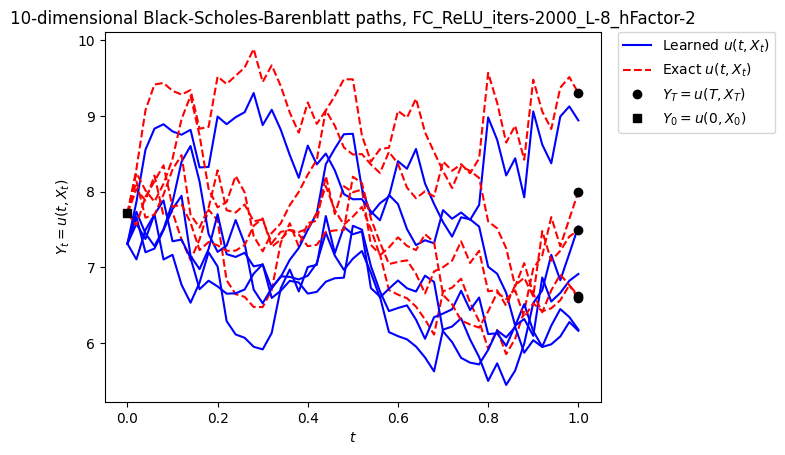 10-dimensional Black-Scholes-Barenblatt paths, FC_ReLU_iters-2000_L-8_hFactor-2
Learned u(t, X_t)
Exact u(t, X_t)
Y_T = u(T, X_T)
Y_0 = u(0, X_0)
Y_t = u(t, X_t)
10
9
8
7
6
0.0 0.2 0.4 0.6 0.8 1.0
t